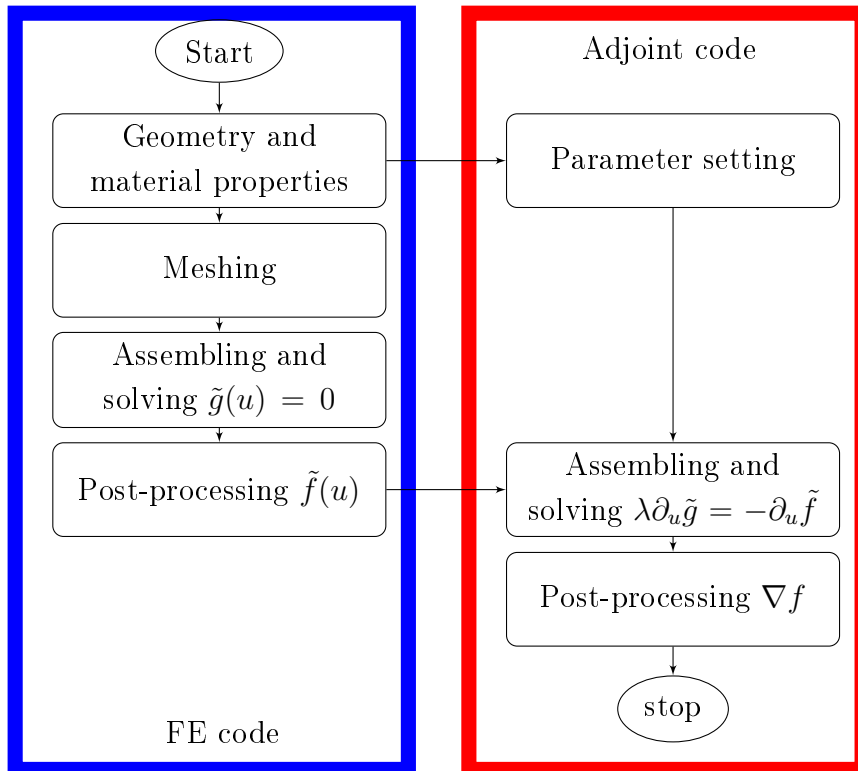 Start
Geometry and
material properties
Meshing
Assembling and
solving g̃(u) = 0
Post-processing f̃(u)
FE code
Adjoint code
Parameter setting
Assembling and
solving λ∂ᵤg̃ = −∂ᵤf̃
Post-processing ∇f
stop